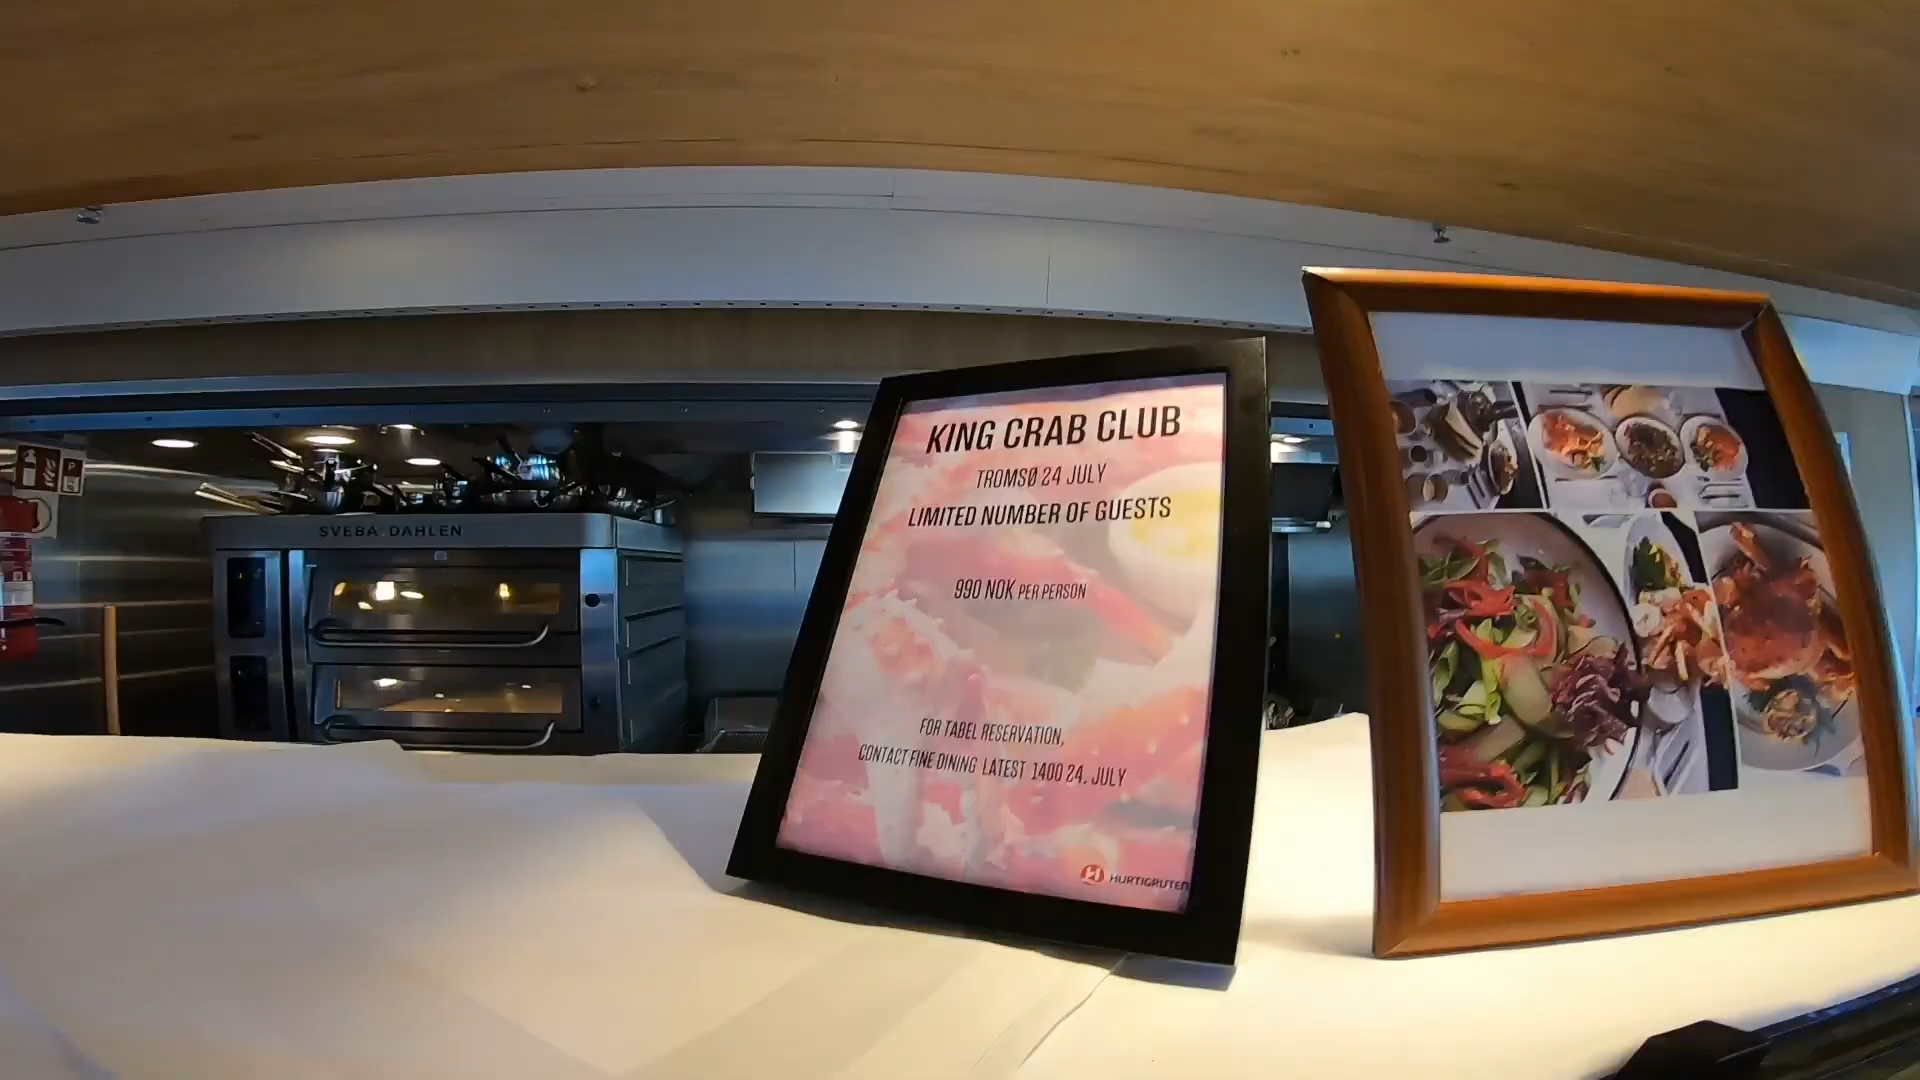 SVEBA DAHLEN
KING CRAB CLUB
TROMSØ 24 JULY
LIMITED NUMBER OF GUESTS
990 NOK PER PERSON
FOR TABEL RESERVATION,
CONTACT FINE DINING LATEST 1400 24. JULY
HURTIGRUTEN